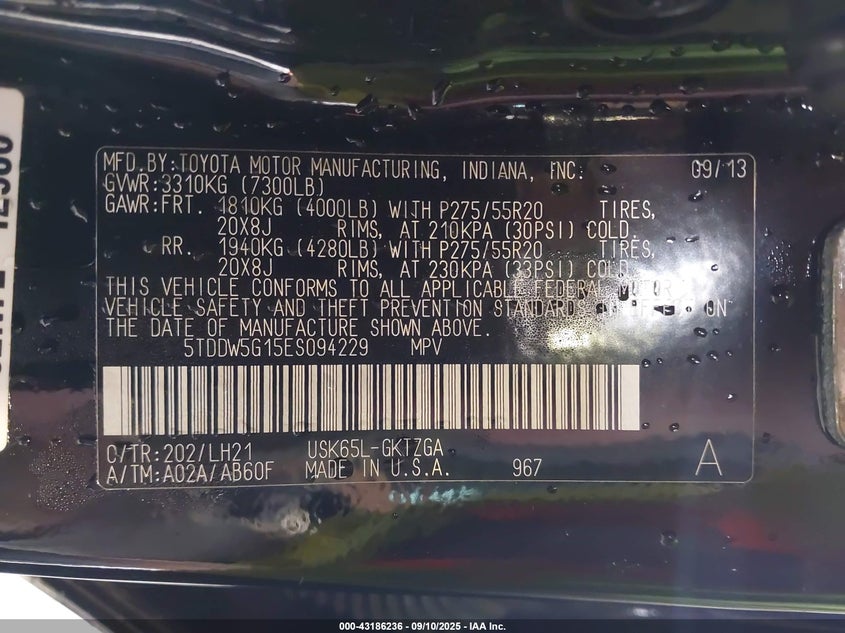 MFD.BY:TOYOTA MOTOR MANUFACTURING, INDIANA, INC. 09/13
GVWR:3310KG (7300LB)
GAWR:FRT. 1810KG (4000LB) WITH P275/55R20 TIRES,
20X8J RIMS, AT 210KPA (30PSI) COLD.
RR. 1940KG (4280LB) WITH P275/55R20 TIRES,
20X8J RIMS, AT 230KPA (33PSI) COLD.
THIS VEHICLE CONFORMS TO ALL APPLICABLE FEDERAL MOTOR
VEHICLE SAFETY AND THEFT PREVENTION STANDARDS ON
THE DATE OF MANUFACTURE SHOWN ABOVE.
5TDDW5G15ES094229 MPV
C/TR:202/LH21 USK65L-GKTZGA
A/TM:A02A/AB60F MADE IN U.S.A. 967 A
000-43186236 - 09/10/2025 - IAA Inc.